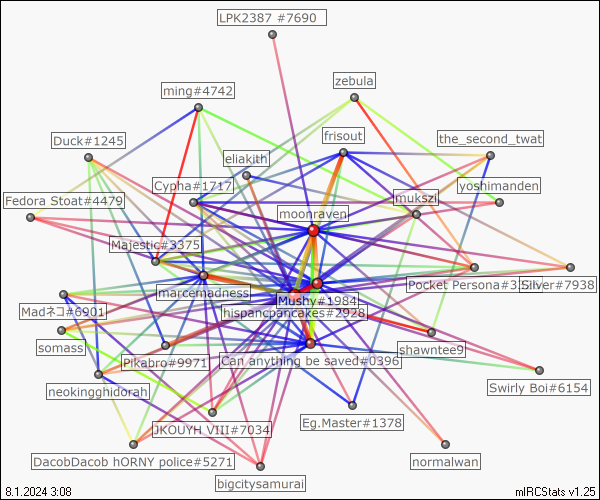 LPK2387 #7690
zebula
ming#4742
frisout
Duck#1245
the_second_twat
eliakith
Cypha#1717
yoshimanden
mukszi
Fedora Stoat#4479
moonraven
Majestic#3375
Pocket Persona#3
Silver#7938
marcemadness
Mushy#1984
Madネコ#6901
hispancpancakes#2928
somass
shawntee9
Pikabro#9971
Can anything be saved#0396
Swirly Boi#6154
neokingghidorah
Eg.Master#1378
JKOUYH VIII#7034
DacobDacob hORNY police#5271
normalwan
bigcitysamurai
8.1.2024 3:08
mIRCStats v1.25